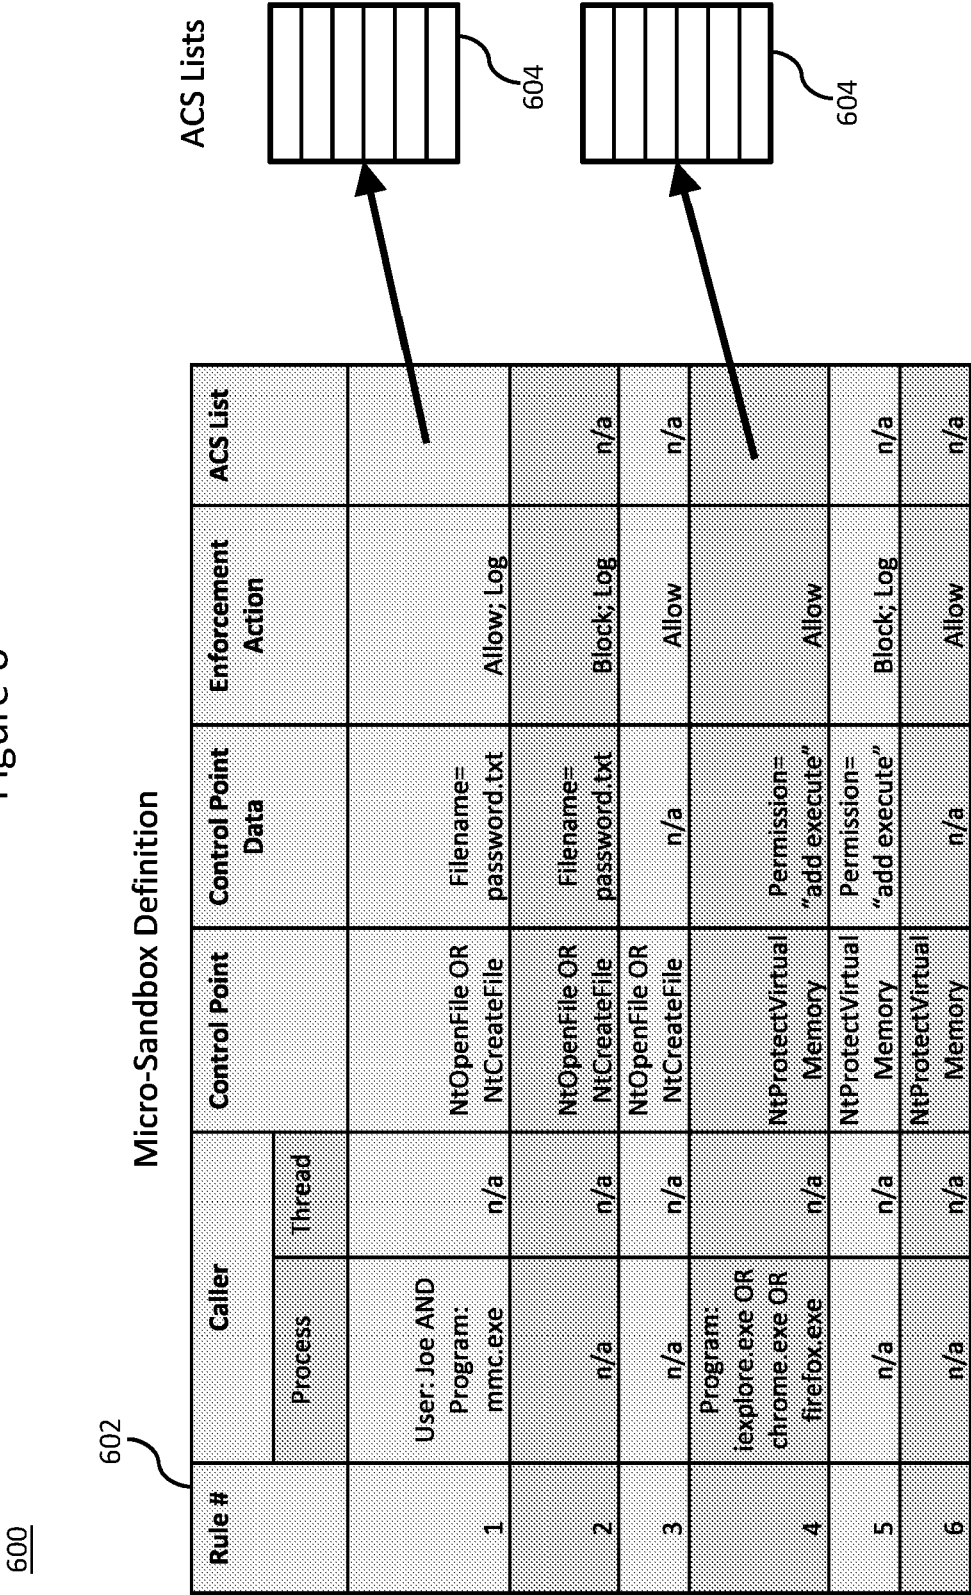 600
Figure 6
Micro-Sandbox Definition
ACS Lists
602
Rule #
Caller
Control Point
Control Point
Data
Enforcement
Action
ACS List
Process
Thread
1
User: Joe AND
Program:
mmc.exe
n/a
NtOpenFile OR
NtCreateFile
Filename=
password.txt
Allow; Log
2
n/a
n/a
NtOpenFile OR
NtCreateFile
Filename=
password.txt
Block; Log
n/a
3
n/a
n/a
NtOpenFile OR
NtCreateFile
n/a
Allow
n/a
4
Program:
iexplore.exe OR
chrome.exe OR
firefox.exe
n/a
NtProtectVirtual
Memory
Permission=
“add execute”
Allow
5
n/a
n/a
NtProtectVirtual
Memory
Permission=
“add execute”
Block; Log
n/a
6
n/a
n/a
NtProtectVirtual
Memory
n/a
Allow
n/a
604
604